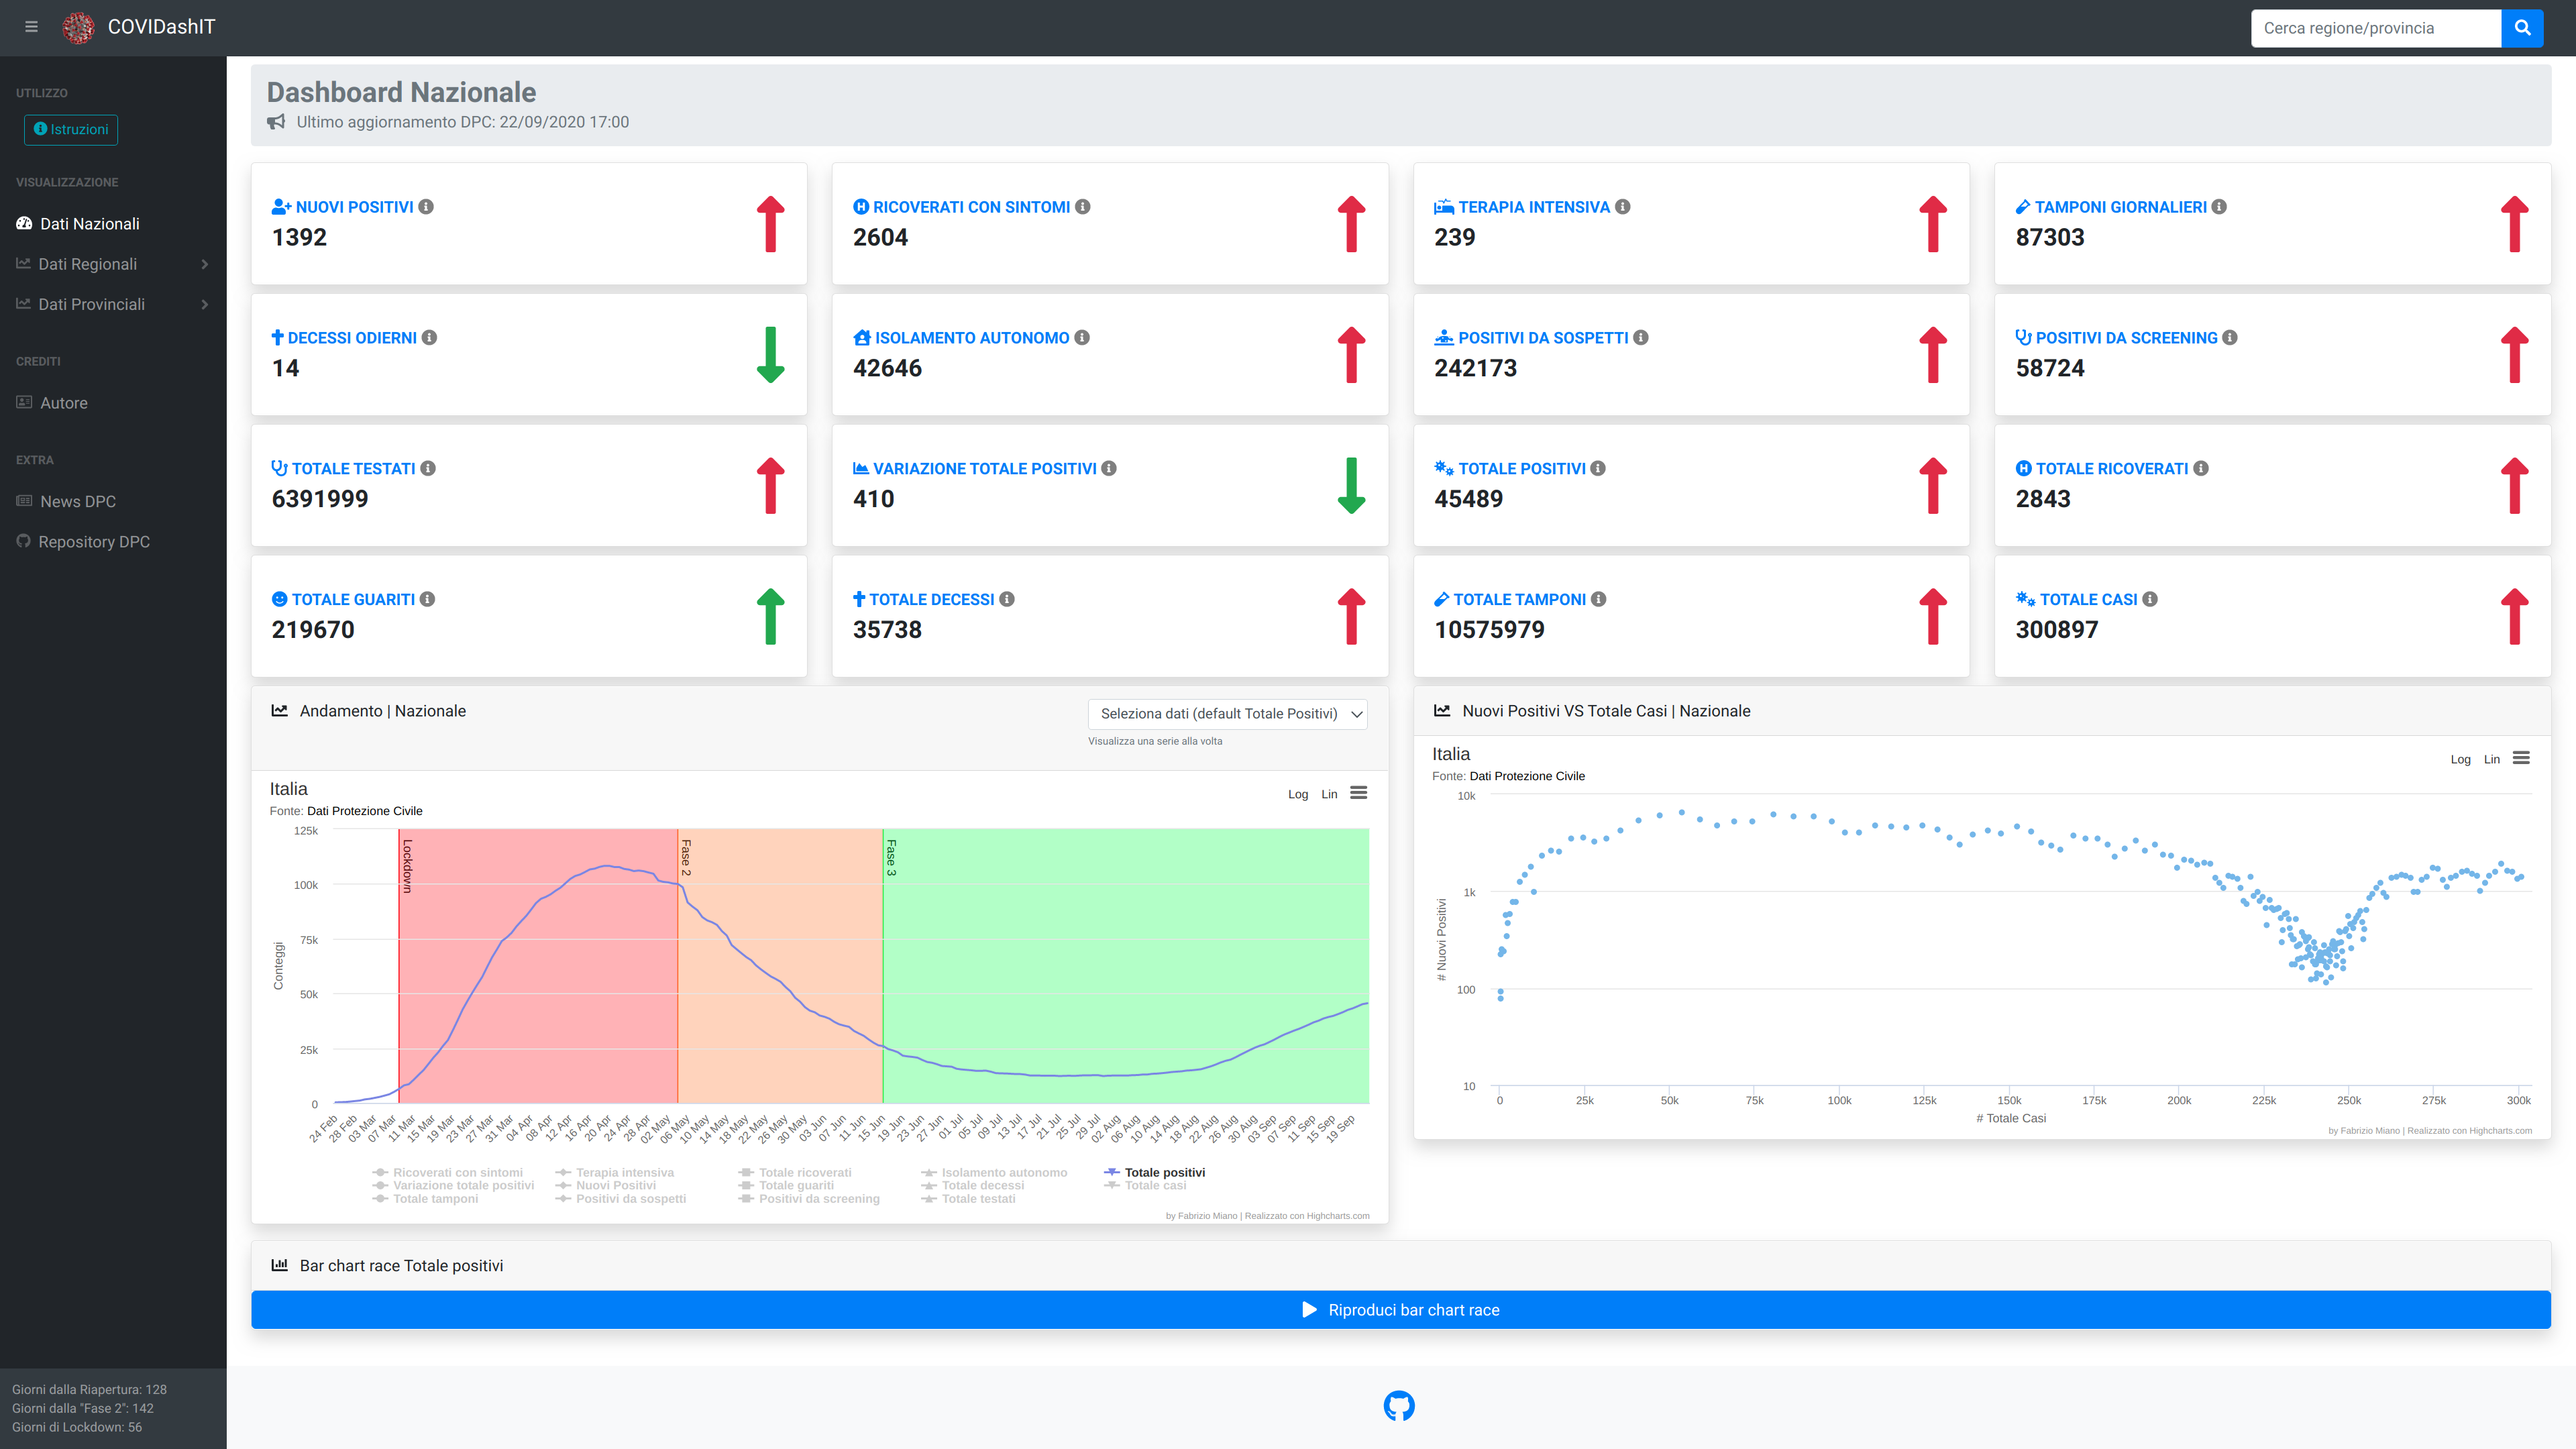 COVIDashIT
Cerca regione/provincia
UTILIZZO
Istruzioni
VISUALIZZAZIONE
Dati Nazionali
Dati Regionali
Dati Provinciali
CREDITI
Autore
EXTRA
News DPC
Repository DPC
Giorni dalla Riapertura: 128
Giorni dalla "Fase 2": 142
Giorni di Lockdown: 56
Dashboard Nazionale
Ultimo aggiornamento DPC: 22/09/2020 17:00
NUOVI POSITIVI
1392
RICOVERATI CON SINTOMI
2604
TERAPIA INTENSIVA
239
TAMPONI GIORNALIERI
87303
DECESSI ODIERNI
14
ISOLAMENTO AUTONOMO
42646
POSITIVI DA SOSPETTI
242173
POSITIVI DA SCREENING
58724
TOTALE TESTATI
6391999
VARIAZIONE TOTALE POSITIVI
410
TOTALE POSITIVI
45489
TOTALE RICOVERATI
2843
TOTALE GUARITI
219670
TOTALE DECESSI
35738
TOTALE TAMPONI
10575979
TOTALE CASI
300897
Andamento | Nazionale
Seleziona dati (default Totale Positivi)
Visualizza una serie alla volta
Italia
Fonte: Dati Protezione Civile
Log Lin
125k
100k
75k
50k
25k
0
Conteggi
Lockdown
Fase 2
Fase 3
24 Feb 28 Feb 03 Mar 07 Mar 11 Mar 15 Mar 19 Mar 23 Mar 27 Mar 31 Mar 04 Apr 08 Apr 12 Apr 16 Apr 20 Apr 24 Apr 28 Apr 02 May 06 May 10 May 14 May 18 May 22 May 26 May 30 May 03 Jun 07 Jun 11 Jun 15 Jun 19 Jun 23 Jun 27 Jun 01 Jul 05 Jul 09 Jul 13 Jul 17 Jul 21 Jul 25 Jul 29 Jul 02 Aug 06 Aug 10 Aug 14 Aug 18 Aug 22 Aug 26 Aug 30 Aug 03 Sep 07 Sep 11 Sep 15 Sep 19 Sep
Ricoverati con sintomi Terapia intensiva Totale ricoverati Isolamento autonomo Totale positivi
Variazione totale positivi Nuovi Positivi Totale guariti Totale decessi Totale casi
Totale tamponi Positivi da sospetti Positivi da screening Totale testati
by Fabrizio Miano | Realizzato con Highcharts.com
Nuovi Positivi VS Totale Casi | Nazionale
Italia
Fonte: Dati Protezione Civile
Log Lin
10k
1k
100
10
# Nuovi Positivi
0 25k 50k 75k 100k 125k 150k 175k 200k 225k 250k 275k 300k
# Totale Casi
by Fabrizio Miano | Realizzato con Highcharts.com
Bar chart race Totale positivi
Riproduci bar chart race